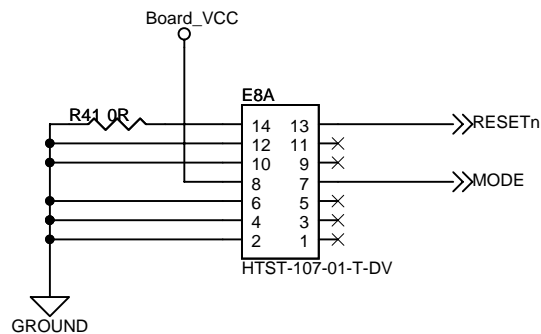 Board_VCC
E8A
R41 0R
14 13
RESETn
12 11
10 9
8 7
MODE
6 5
4 3
2 1
HTST-107-01-T-DV
GROUND